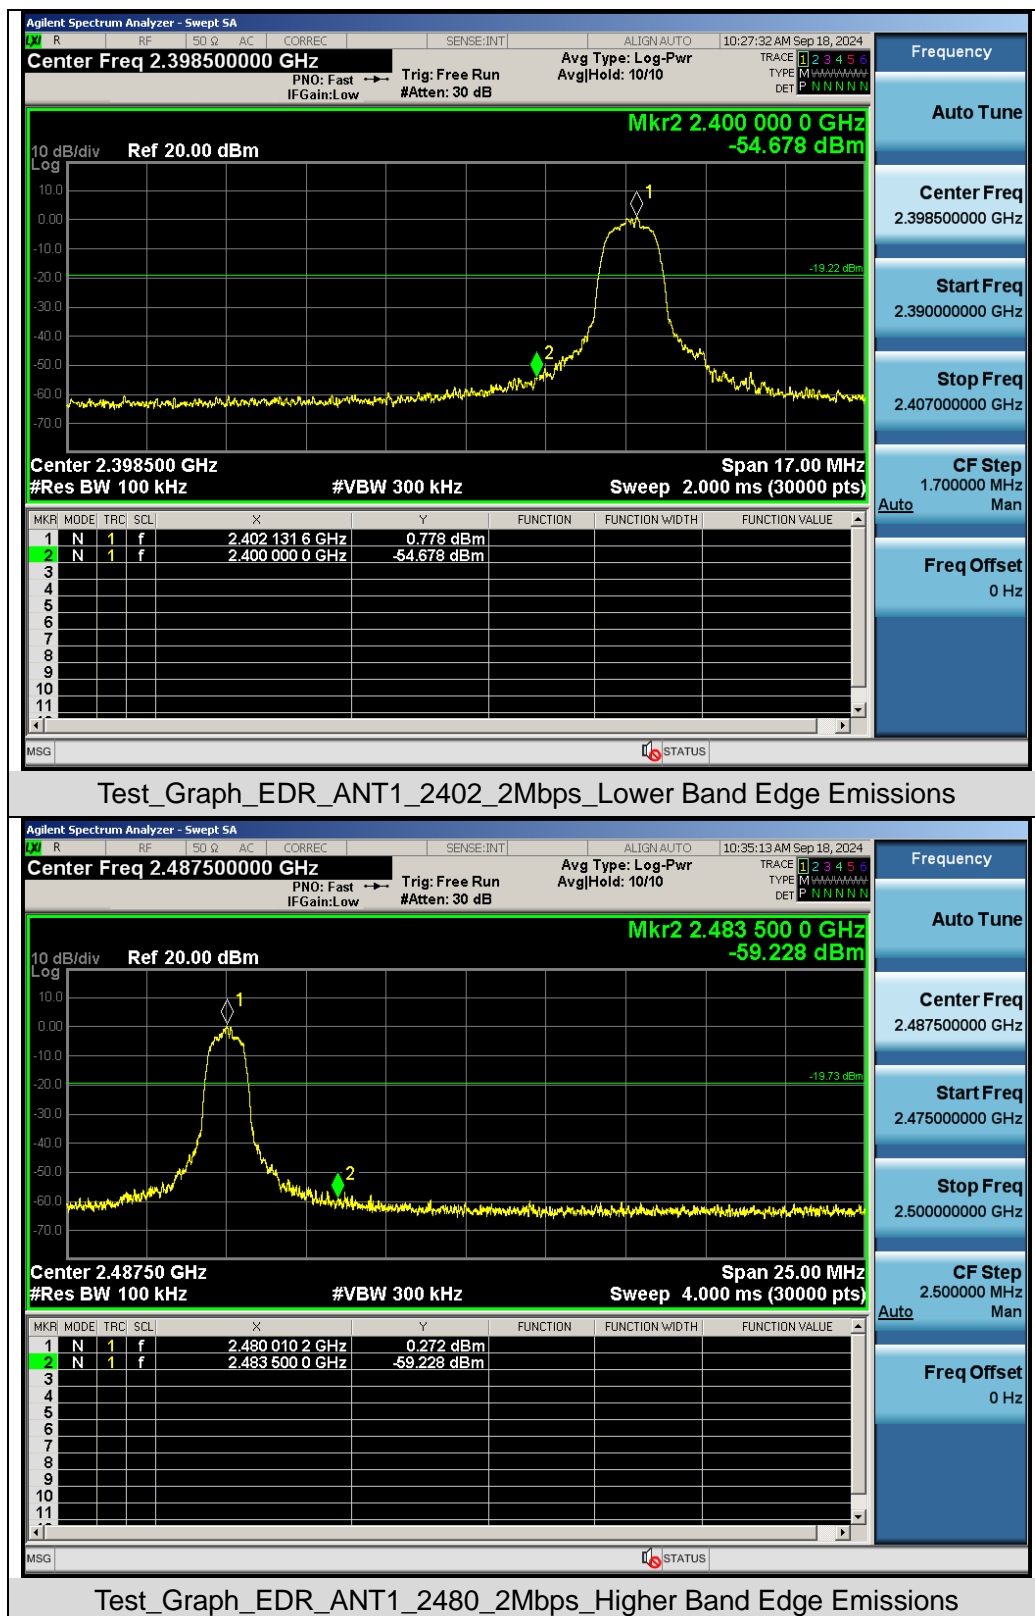 Agilent Spectrum Analyzer - Swept SA
LXI R RF 50 Ω AC CORREC SENSE:INT ALIGN AUTO 10:27:32 AM Sep 18, 2024
Center Freq 2.398500000 GHz
PNO: Fast
IFGain:Low
Trig: Free Run
#Atten: 30 dB
Avg Type: Log-Pwr
Avg|Hold: 10/10
TRACE 1 2 3 4 5 6
TYPE M WWWWW
DET P N N N N N
Mkr2 2.400 000 0 GHz
-54.678 dBm
10 dB/div Ref 20.00 dBm
Log
10.0
0.00
-10.0
-20.0
-30.0
-40.0
-50.0
-60.0
-70.0
1
-19.22 dBm
2
Center 2.398500 GHz Span 17.00 MHz
#Res BW 100 kHz #VBW 300 kHz Sweep 2.000 ms (30000 pts)
MKR MODE TRC SCL X Y FUNCTION FUNCTION WIDTH FUNCTION VALUE
1 N 1 f 2.402 131 6 GHz 0.778 dBm
2 N 1 f 2.400 000 0 GHz -54.678 dBm
3
4
5
6
7
8
9
10
11
MSG STATUS
Frequency
Auto Tune
Center Freq
2.398500000 GHz
Start Freq
2.390000000 GHz
Stop Freq
2.407000000 GHz
CF Step
1.700000 MHz
Auto Man
Freq Offset
0 Hz
Test_Graph_EDR_ANT1_2402_2Mbps_Lower Band Edge Emissions
Agilent Spectrum Analyzer - Swept SA
LXI R RF 50 Ω AC CORREC SENSE:INT ALIGN AUTO 10:35:13 AM Sep 18, 2024
Center Freq 2.487500000 GHz
PNO: Fast
IFGain:Low
Trig: Free Run
#Atten: 30 dB
Avg Type: Log-Pwr
Avg|Hold: 10/10
TRACE 1 2 3 4 5 6
TYPE M WWWWW
DET P N N N N N
Mkr2 2.483 500 0 GHz
-59.228 dBm
10 dB/div Ref 20.00 dBm
Log
10.0
0.00
-10.0
-20.0
-30.0
-40.0
-50.0
-60.0
-70.0
1
-19.73 dBm
2
Center 2.48750 GHz Span 25.00 MHz
#Res BW 100 kHz #VBW 300 kHz Sweep 4.000 ms (30000 pts)
MKR MODE TRC SCL X Y FUNCTION FUNCTION WIDTH FUNCTION VALUE
1 N 1 f 2.480 010 2 GHz 0.272 dBm
2 N 1 f 2.483 500 0 GHz -59.228 dBm
3
4
5
6
7
8
9
10
11
MSG STATUS
Frequency
Auto Tune
Center Freq
2.487500000 GHz
Start Freq
2.475000000 GHz
Stop Freq
2.500000000 GHz
CF Step
2.500000 MHz
Auto Man
Freq Offset
0 Hz
Test_Graph_EDR_ANT1_2480_2Mbps_Higher Band Edge Emissions